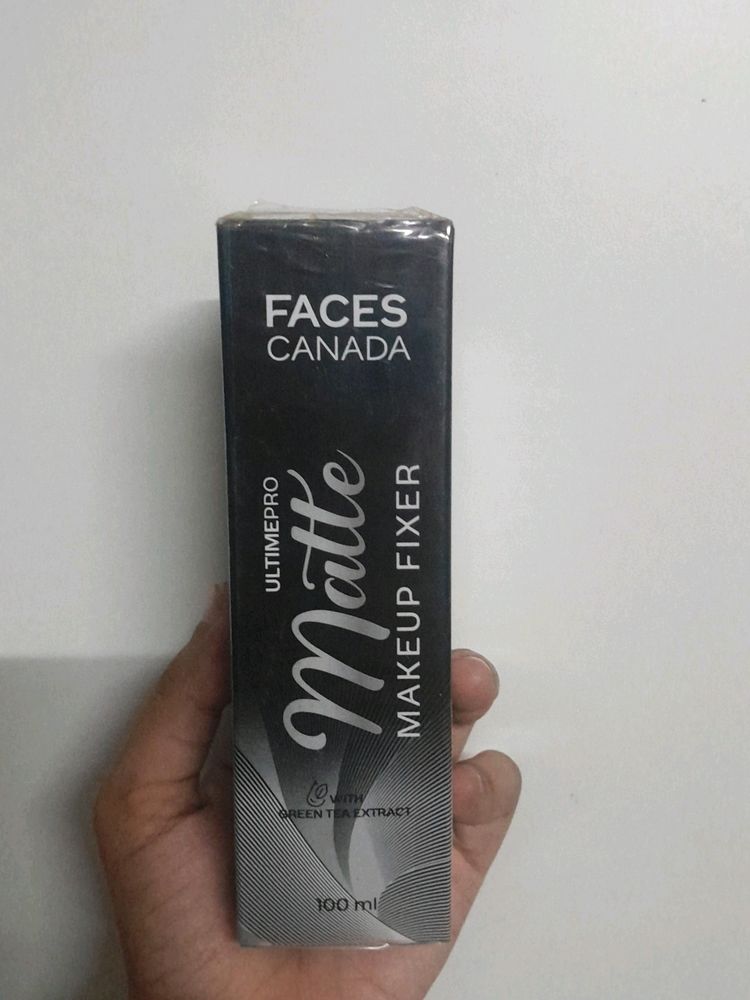 FACES
CANADA
ULTIMEPRO
Matte
MAKEUP FIXER
WITH
GREEN TEA EXTRACT
100 ml